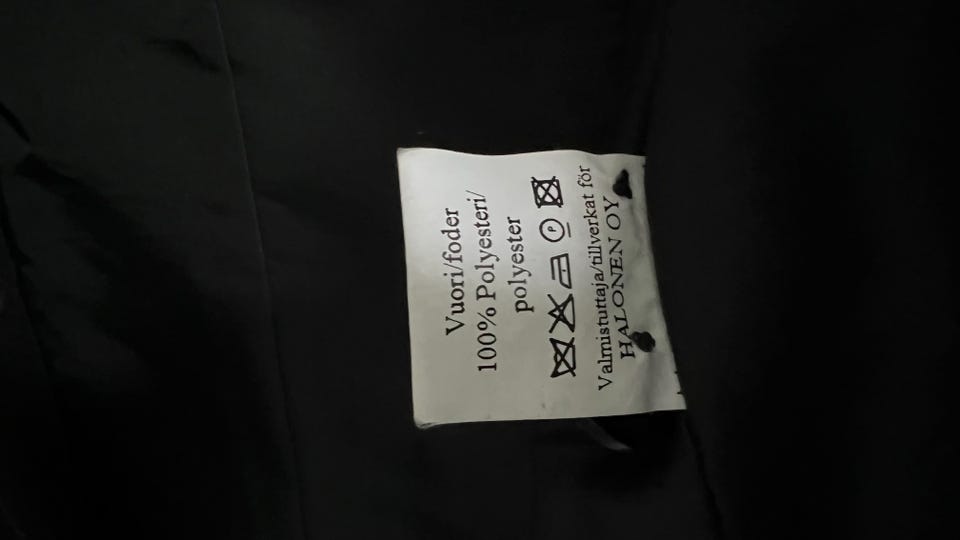 Vuori/foder
100% Polyesteri/
polyester
P
Valmistuttaja/tillverkat för
HALONEN OY